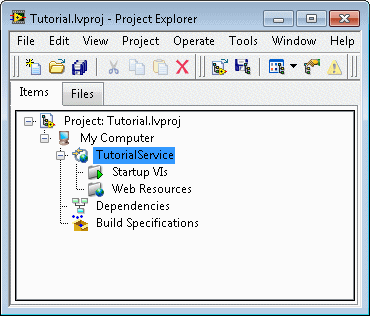 Tutorial.lvproj - Project Explorer
File Edit View Project Operate Tools Window Help
Items Files
Project: Tutorial.lvproj
My Computer
TutorialService
Startup VIs
Web Resources
Dependencies
Build Specifications